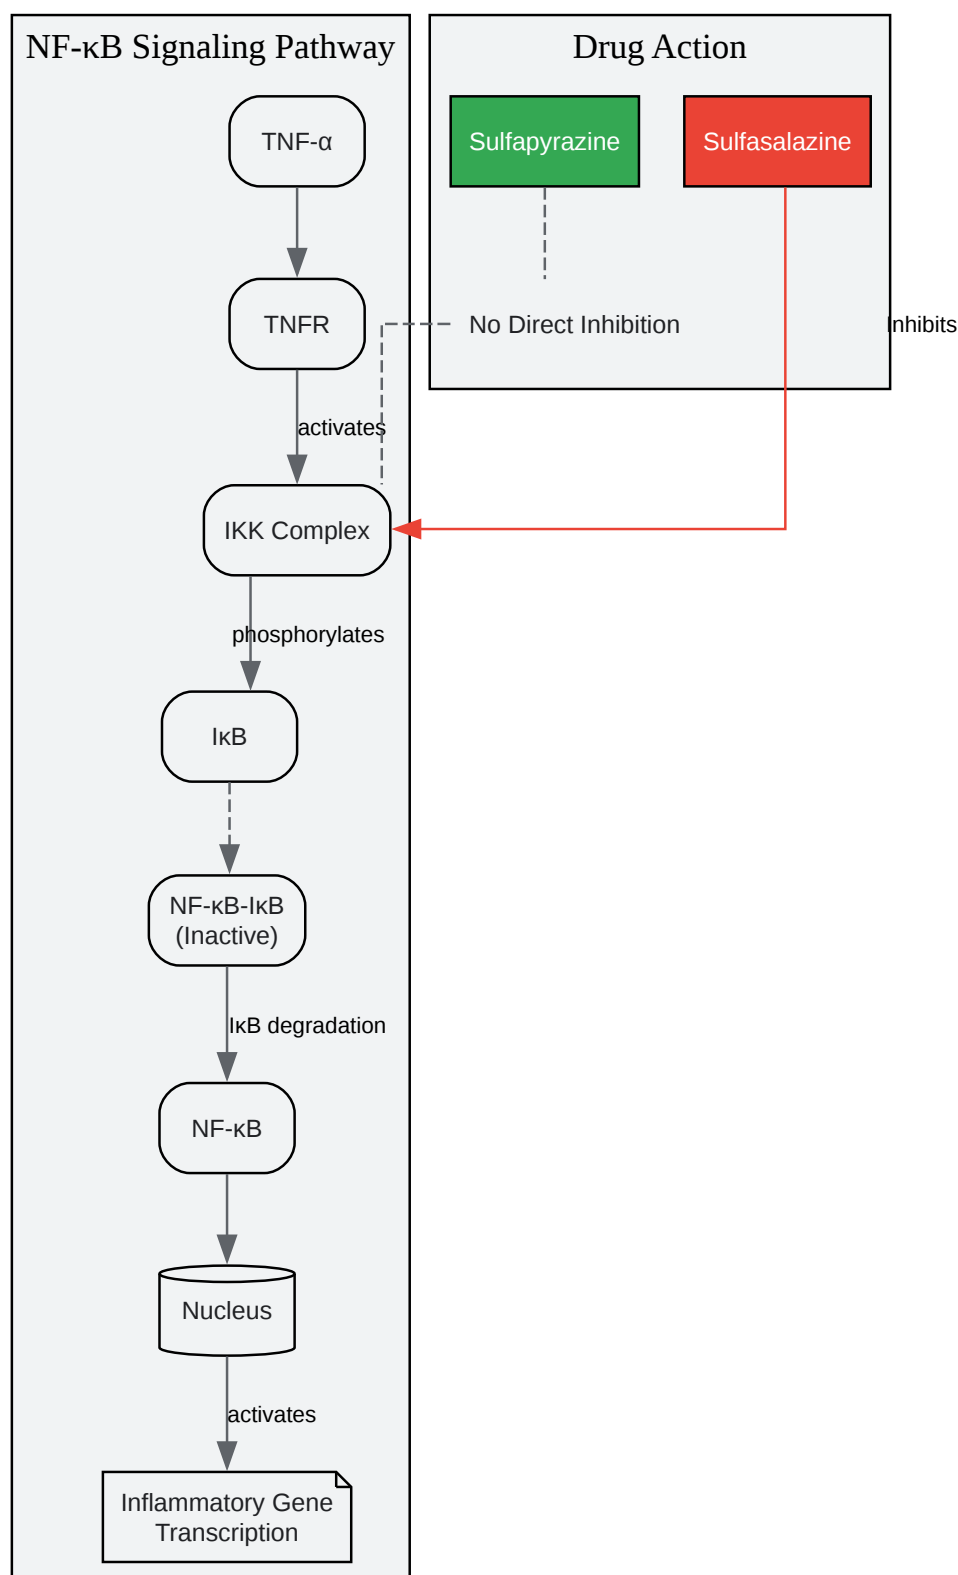 NF-κB Signaling Pathway
TNF-α
TNFR
activates
IKK Complex
phosphorylates
IκB
NF-κB-IκB
(Inactive)
IκB degradation
NF-κB
Nucleus
activates
Inflammatory Gene
Transcription
Drug Action
Sulfapyrazine
Sulfasalazine
No Direct Inhibition
Inhibits